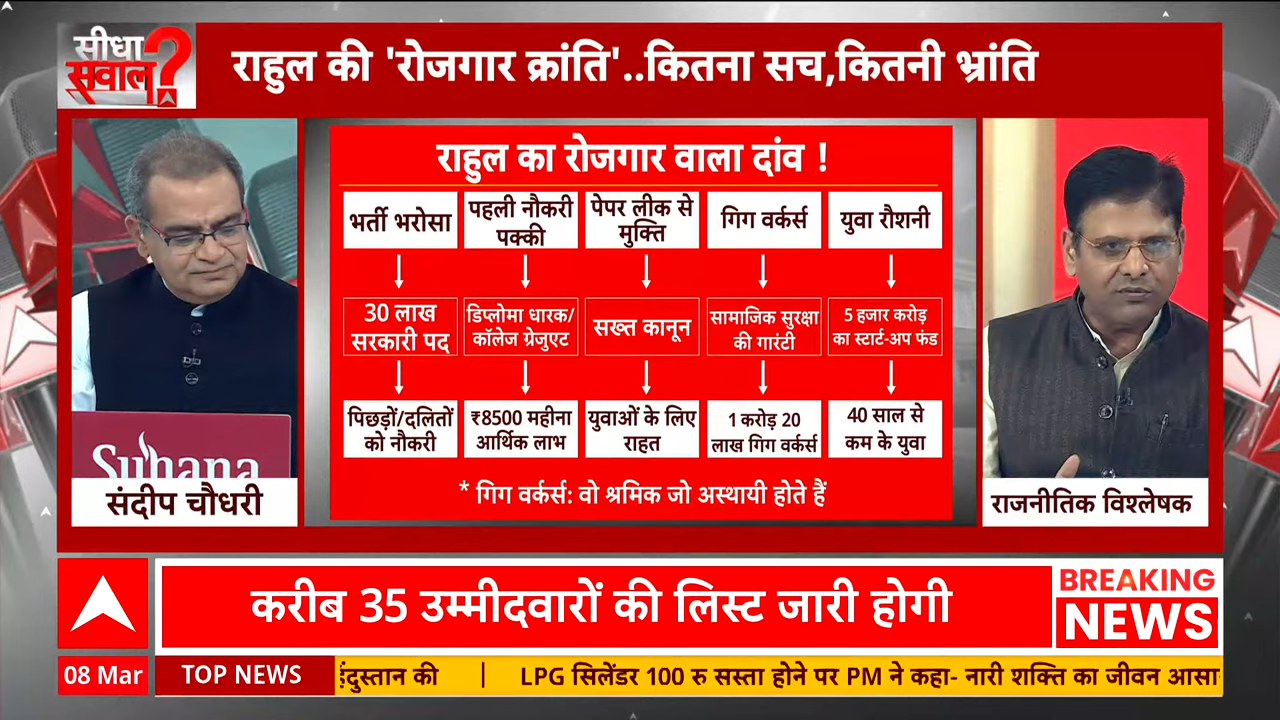 सीधा
सवाल?
राहुल की 'रोजगार क्रांति'..कितना सच,कितनी भ्रांति
राहुल का रोजगार वाला दांव !
भर्ती भरोसा
पहली नौकरी
पक्की
पेपर लीक से
मुक्ति
गिग वर्कर्स
युवा रौशनी
30 लाख
सरकारी पद
डिप्लोमा धारक/
कॉलेज ग्रेजुएट
सख्त कानून
सामाजिक सुरक्षा
की गारंटी
5 हजार करोड़
का स्टार्ट-अप फंड
पिछड़ों/दलितों
को नौकरी
₹8500 महीना
आर्थिक लाभ
युवाओं के लिए
राहत
1 करोड़ 20
लाख गिग वर्कर्स
40 साल से
कम के युवा
* गिग वर्कर्स: वो श्रमिक जो अस्थायी होते हैं
Suhana
संदीप चौधरी
राजनीतिक विश्लेषक
करीब 35 उम्मीदवारों की लिस्ट जारी होगी
BREAKING
NEWS
08 Mar
TOP NEWS
हिंदुस्तान की | LPG सिलेंडर 100 रु सस्ता होने पर PM ने कहा- नारी शक्ति का जीवन आसा